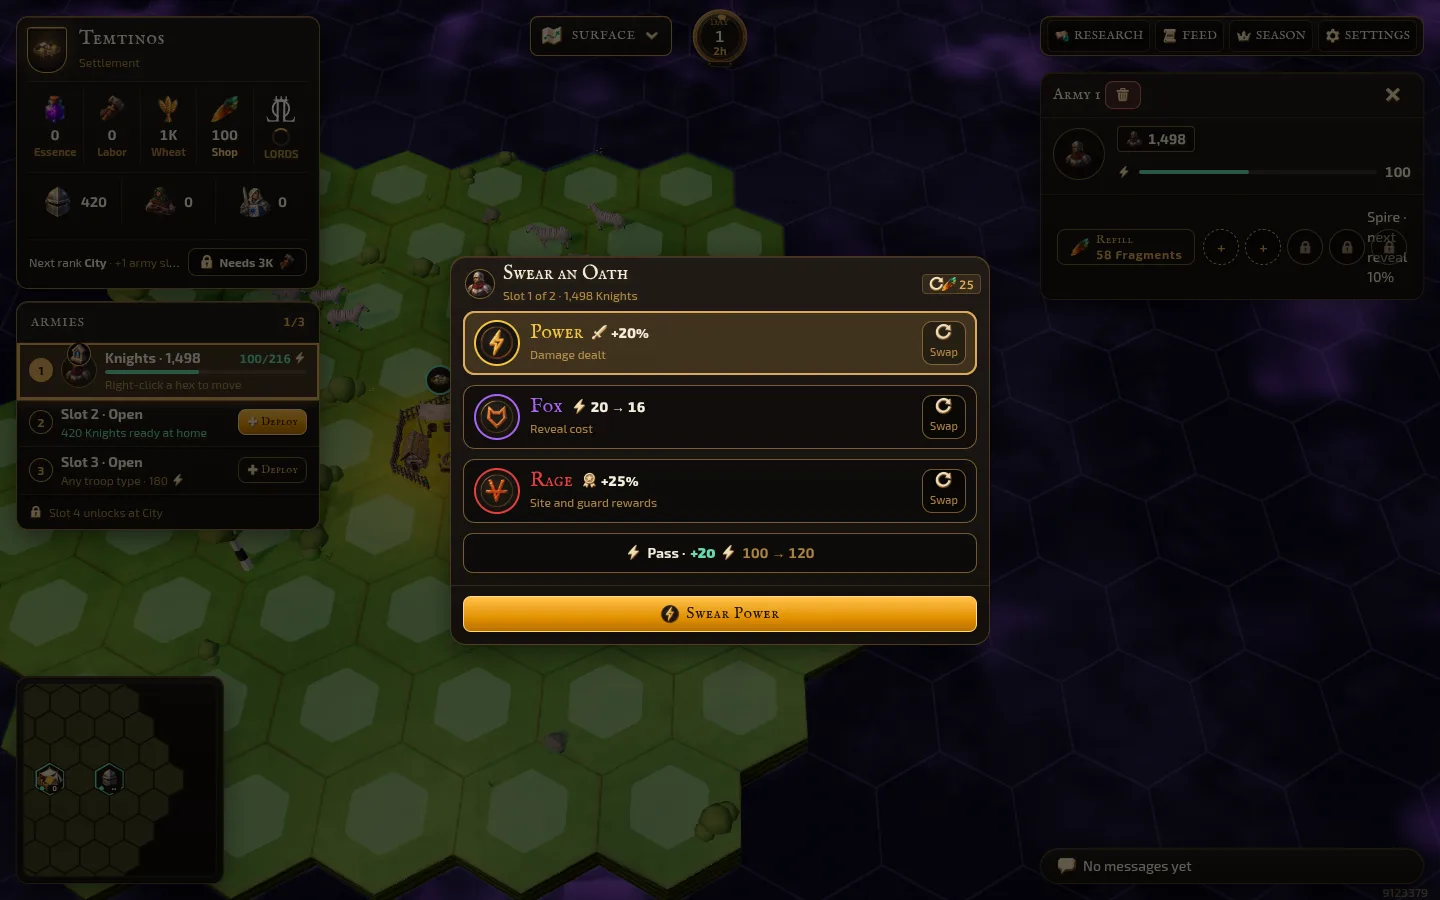 Temtinos
Settlement
0
Essence
0
Labor
1K
Wheat
100
Shop
LORDS
420
0
0
Next rank City · +1 army sl...
Needs 3K
ARMIES
1/3
1
Knights · 1,498
100/216
Right-click a hex to move
2
Slot 2 · Open
420 Knights ready at home
Deploy
3
Slot 3 · Open
Any troop type · 180
Deploy
Slot 4 unlocks at City
SURFACE
DAY
1
2h
RESEARCH
FEED
SEASON
SETTINGS
Army 1
1,498
100
Refill
58 Fragments
+
+
Spire ·
next
reveal
10%
Swear an Oath
Slot 1 of 2 · 1,498 Knights
25
Power
+20%
Damage dealt
Swap
Fox
20 → 16
Reveal cost
Swap
Rage
+25%
Site and guard rewards
Swap
Pass · +20 100 → 120
Swear Power
0
No messages yet
9123379